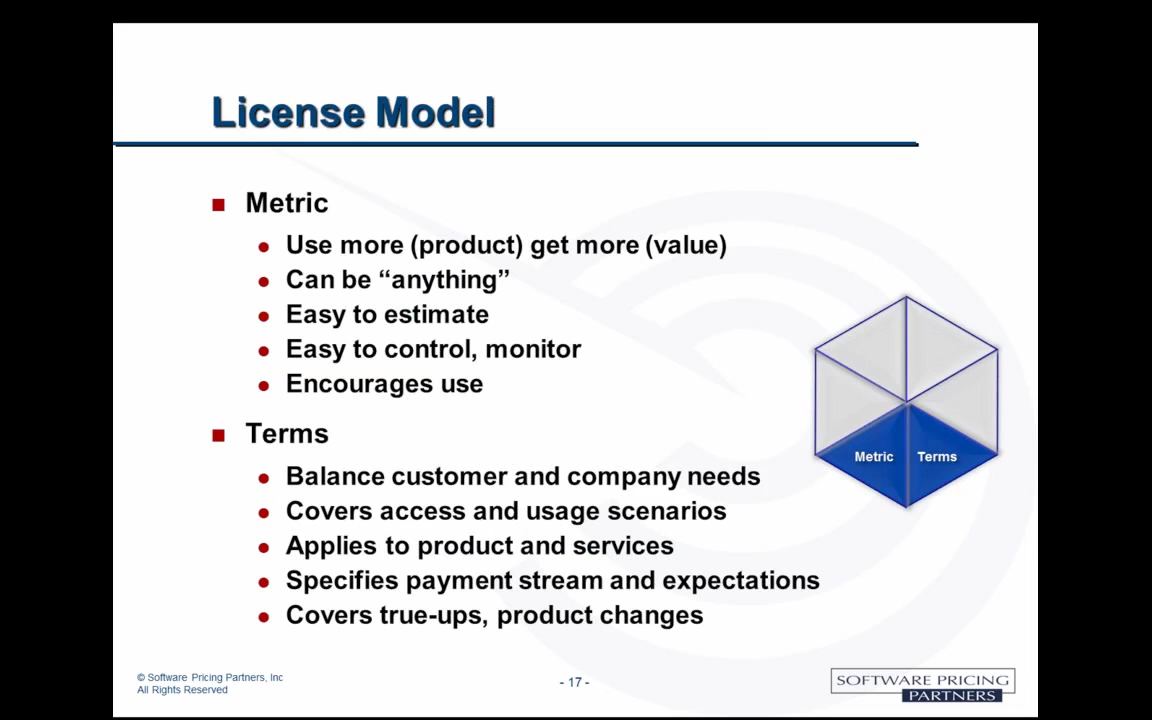 License Model
Metric
Use more (product) get more (value)
Can be “anything”
Easy to estimate
Easy to control, monitor
Encourages use
Metric
Terms
Terms
Balance customer and company needs
Covers access and usage scenarios
Applies to product and services
Specifies payment stream and expectations
Covers true-ups, product changes
© Software Pricing Partners, Inc
All Rights Reserved
- 17 -
SOFTWARE PRICING
PARTNERS